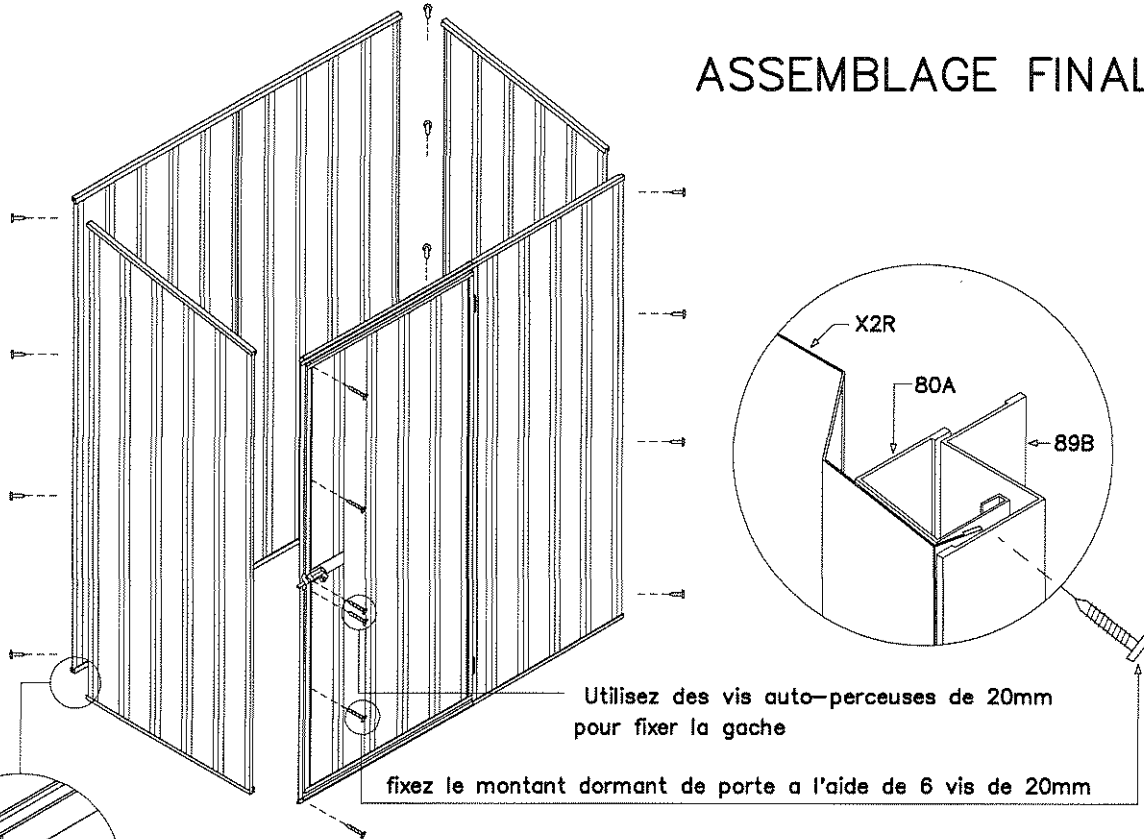 ASSEMBLAGE FINAL
X2R
80A
89B
Utilisez des vis auto-perceuses de 20mm
pour fixer la gache
fixez le montant dormant de porte a l'aide de 6 vis de 20mm